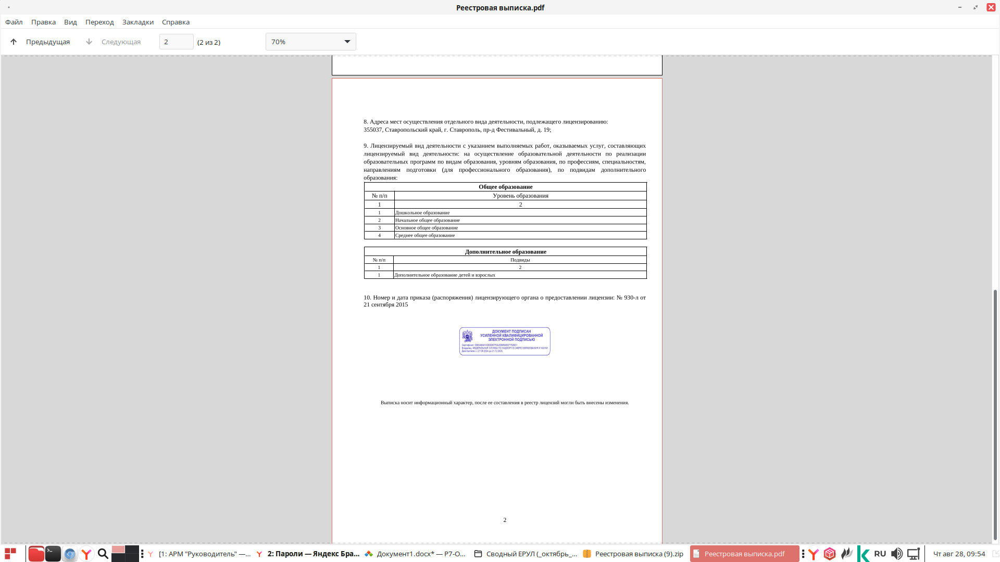 Реестровая выписка.pdf
Файл Правка Вид Переход Закладки Справка
Предыдущая Следующая 2 (2 из 2) 70%
8. Адреса мест осуществления отдельного вида деятельности, подлежащего лицензированию:
355037, Ставропольский край, г. Ставрополь, пр-д Фестивальный, д. 19;
9. Лицензируемый вид деятельности с указанием выполняемых работ, оказываемых услуг, составляющих
лицензируемый вид деятельности: на осуществление образовательной деятельности по реализации
образовательных программ по видам образования, уровням образования, по профессиям, специальностям,
направлениям подготовки (для профессионального образования), по подвидам дополнительного
образования:
Общее образование
№ п/п Уровень образования
1 2
1 Дошкольное образование
2 Начальное общее образование
3 Основное общее образование
4 Среднее общее образование
Дополнительное образование
№ п/п Подвиды
1 2
1 Дополнительное образование детей и взрослых
10. Номер и дата приказа (распоряжения) лицензирующего органа о предоставлении лицензии: № 930-л от
21 сентября 2015
ДОКУМЕНТ ПОДПИСАН
УСИЛЕННОЙ КВАЛИФИЦИРОВАННОЙ
ЭЛЕКТРОННОЙ ПОДПИСЬЮ
Сертификат:
Владелец: ФЕДЕРАЛЬНАЯ СЛУЖБА ПО НАДЗОРУ В СФЕРЕ ОБРАЗОВАНИЯ И НАУКИ
Действителен: с 27.09.2024 до 21.12.2025
Выписка носит информационный характер, после ее составления в реестр лицензий могли быть внесены изменения.
2
[1: АРМ "Руководитель" —... 2: Пароли — Яндекс Бра... Документ1.docx* — Р7-О... Сводный ЕРУЛ (_октябрь_... Реестровая выписка (9).zip Реестровая выписка.pdf RU Чт авг 28, 09:54